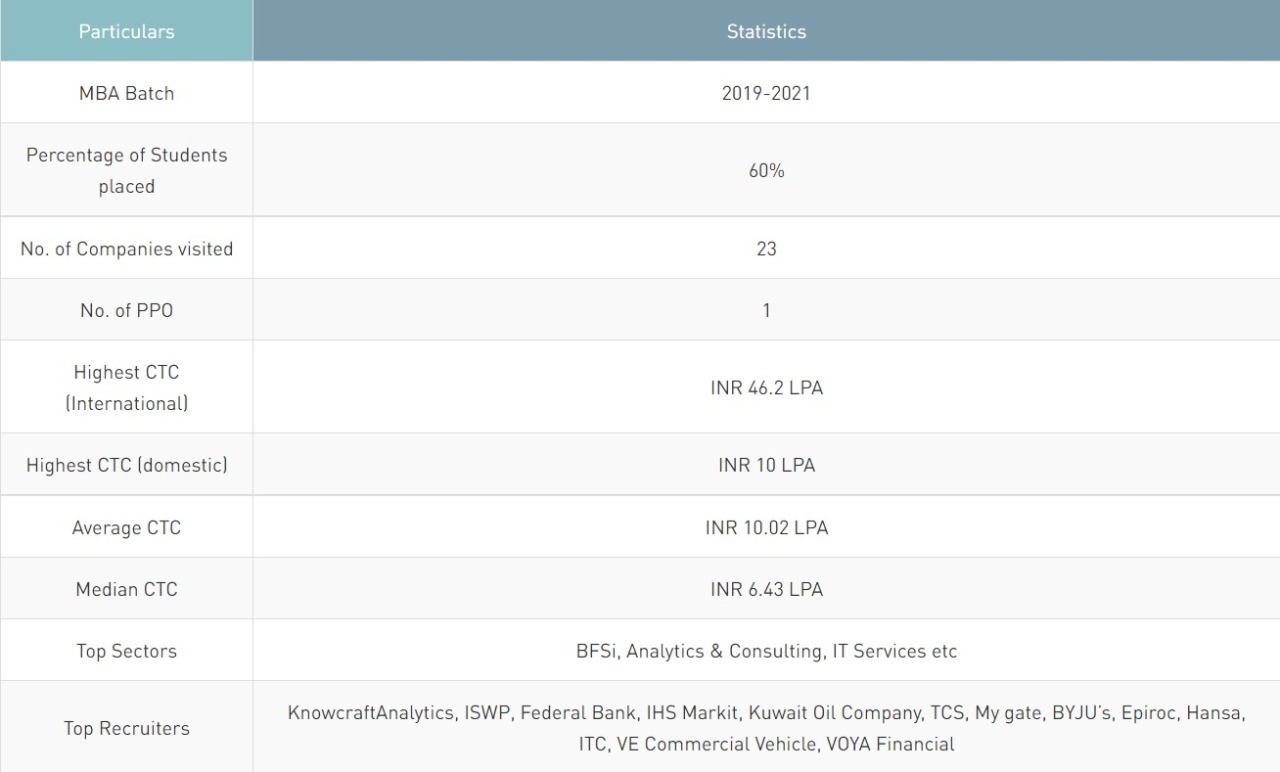 Particulars
Statistics
MBA Batch
2019-2021
Percentage of Students
placed
60%
No. of Companies visited
23
No. of PPO
1
Highest CTC
(International)
INR 46.2 LPA
Highest CTC (domestic)
INR 10 LPA
Average CTC
INR 10.02 LPA
Median CTC
INR 6.43 LPA
Top Sectors
BFSi, Analytics & Consulting, IT Services etc
Top Recruiters
KnowcraftAnalytics, ISWP, Federal Bank, IHS Markit, Kuwait Oil Company, TCS, My gate, BYJU’s, Epiroc, Hansa,
ITC, VE Commercial Vehicle, VOYA Financial